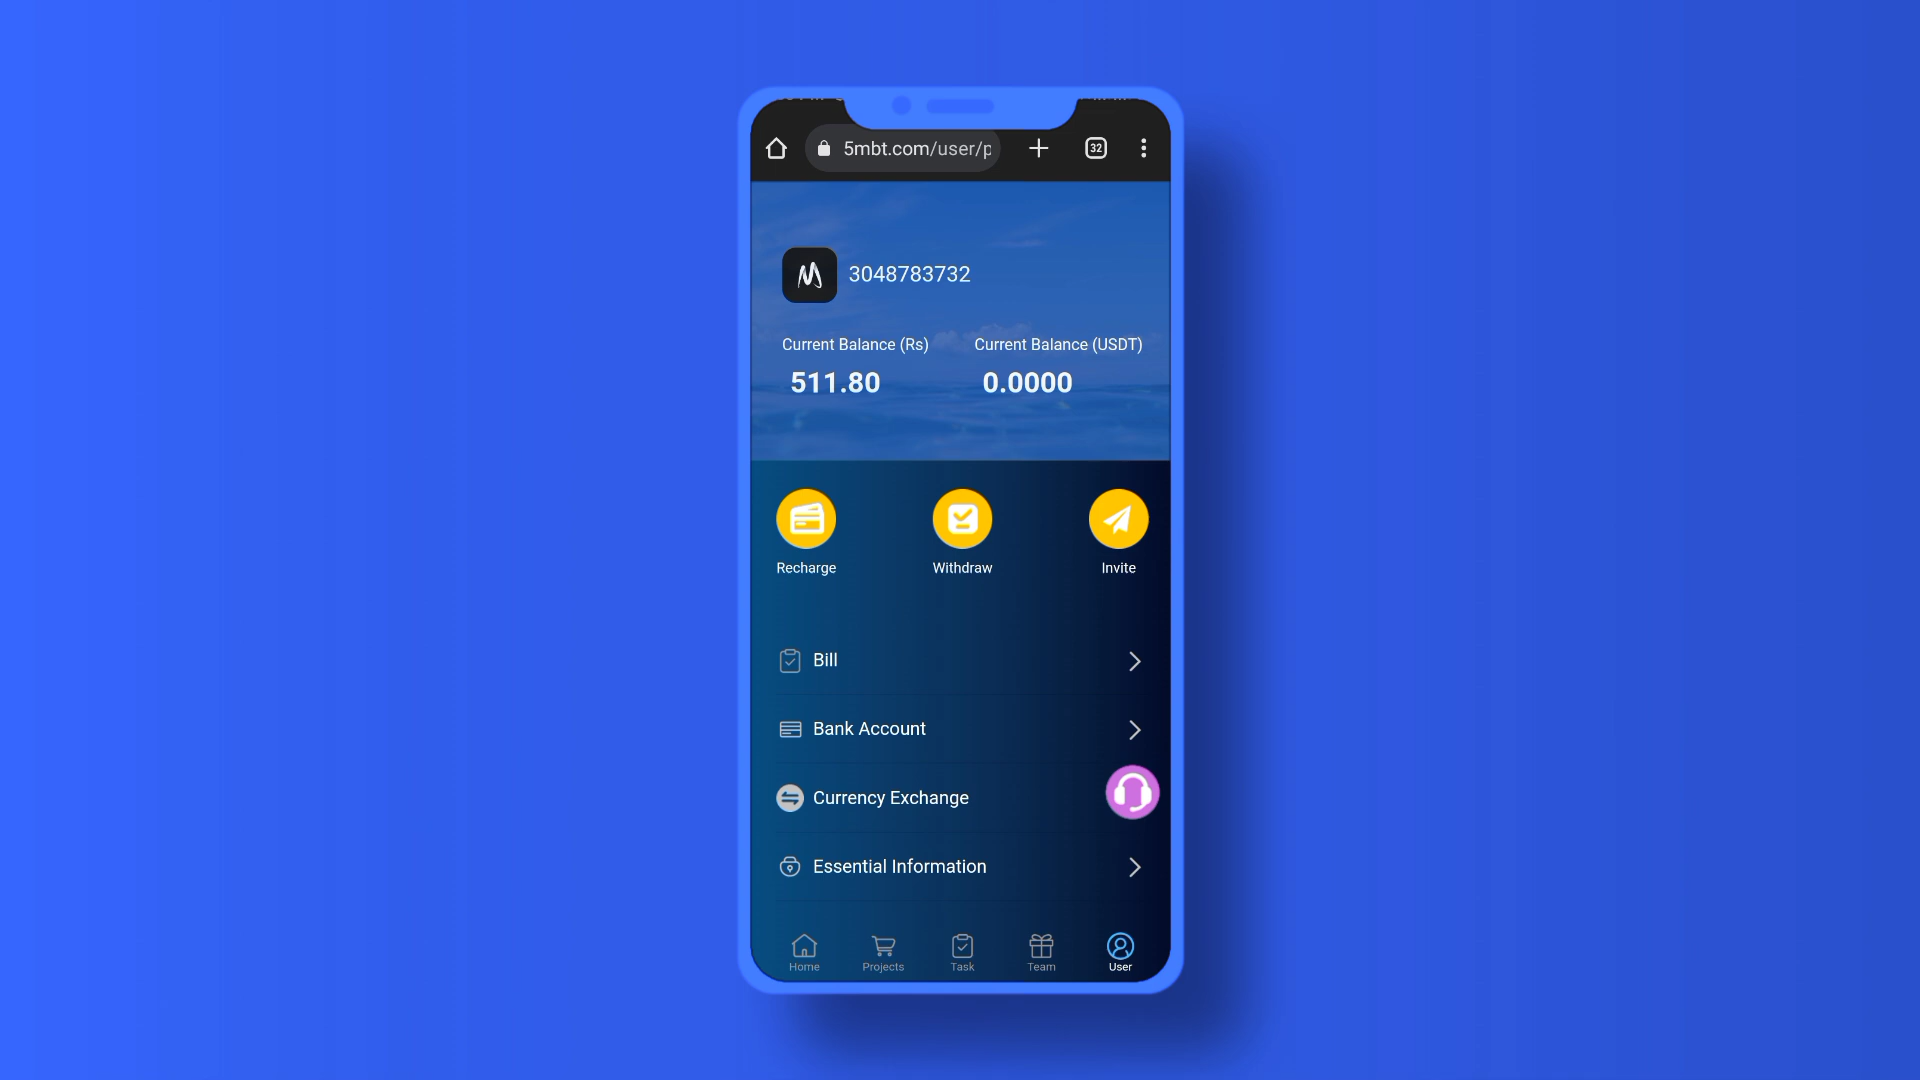 5mbt.com/user/p
32
3048783732
Current Balance (Rs) Current Balance (USDT)
511.80 0.0000
Recharge Withdraw Invite
Bill
Bank Account
Currency Exchange
Essential Information
Home Projects Task Team User